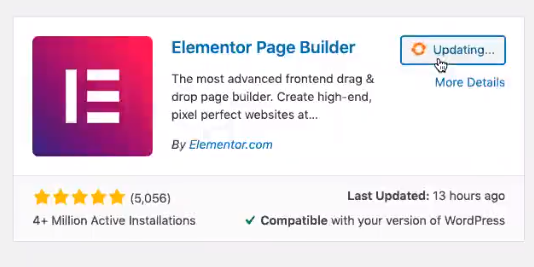 Elementor Page Builder
Updating...
More Details
The most advanced frontend drag &
drop page builder. Create high-end,
pixel perfect websites at...
By Elementor.com
(5,056)
Last Updated: 13 hours ago
4+ Million Active Installations
Compatible with your version of WordPress